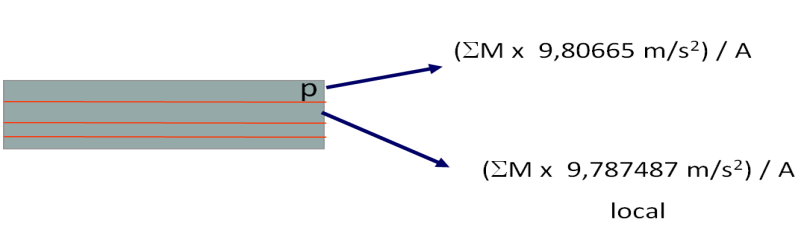 (ΣM x 9,80665 m/s²) / A
p
(ΣM x 9,787487 m/s²) / A
local